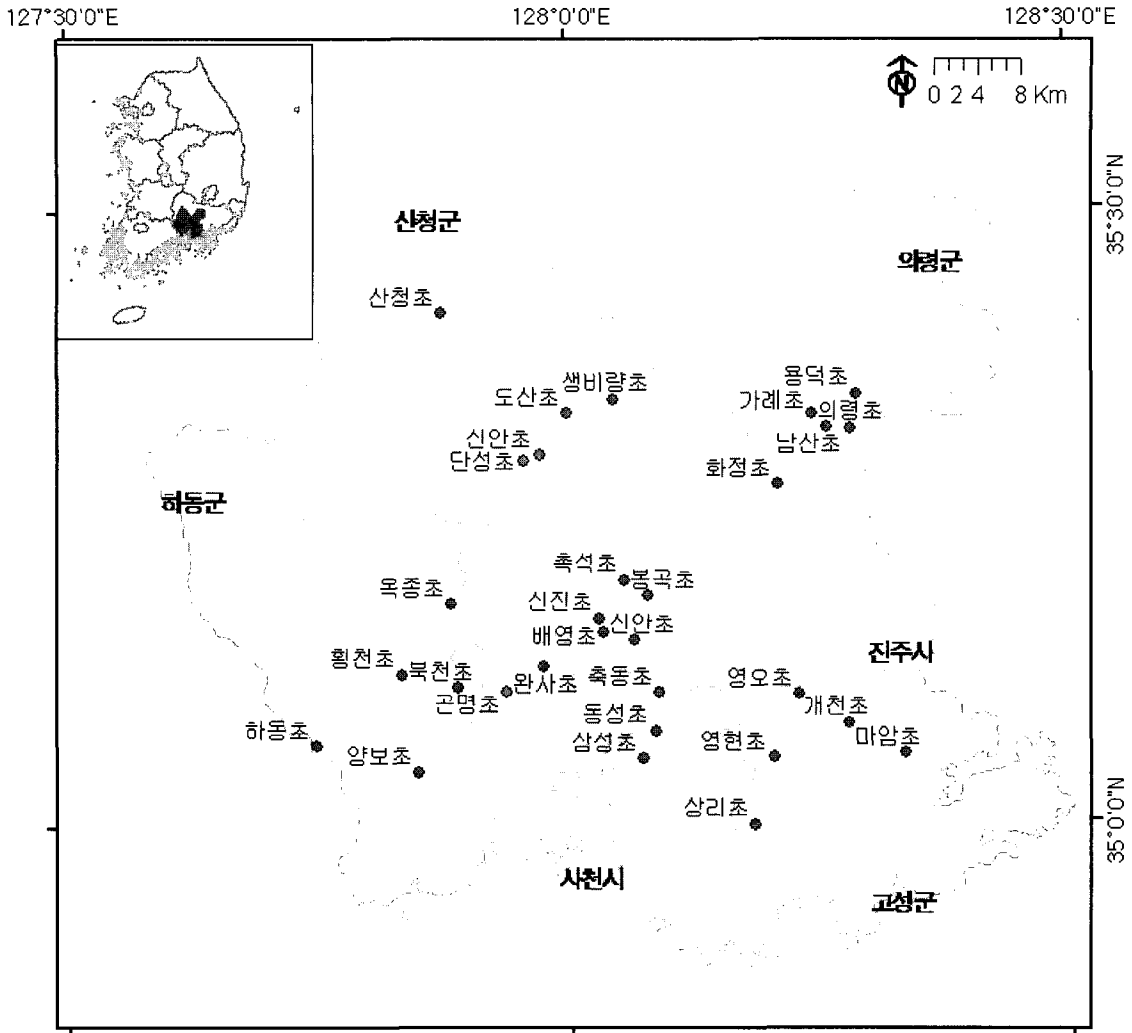 127°30'0"E
128°0'0"E
128°30'0"E
N
0 2 4 8 Km
35°30'0"N
산청군
의령군
산청초
생비량초
용덕초
도산초
가례초
의령초
신안초
남산초
단성초
화정초
하동군
촉석초
봉곡초
옥종초
신진초
신안초
배영초
진주시
횡천초
북천초
완사초
축동초
영오초
곤명초
개천초
동성초
하동초
마암초
삼성초
영현초
양보초
상리초
35°0'0"N
사천시
고성군